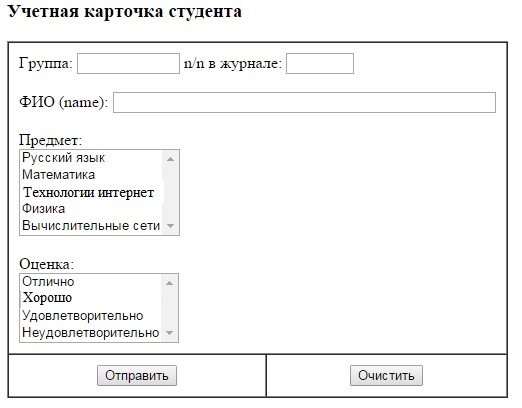 Учетная карточка студента
Группа: n/n в журнале:
ФИО (name):
Предмет:
Русский язык
Математика
Технологии интернет
Физика
Вычислительные сети
Оценка:
Отлично
Хорошо
Удовлетворительно
Неудовлетворительно
Отправить Очистить